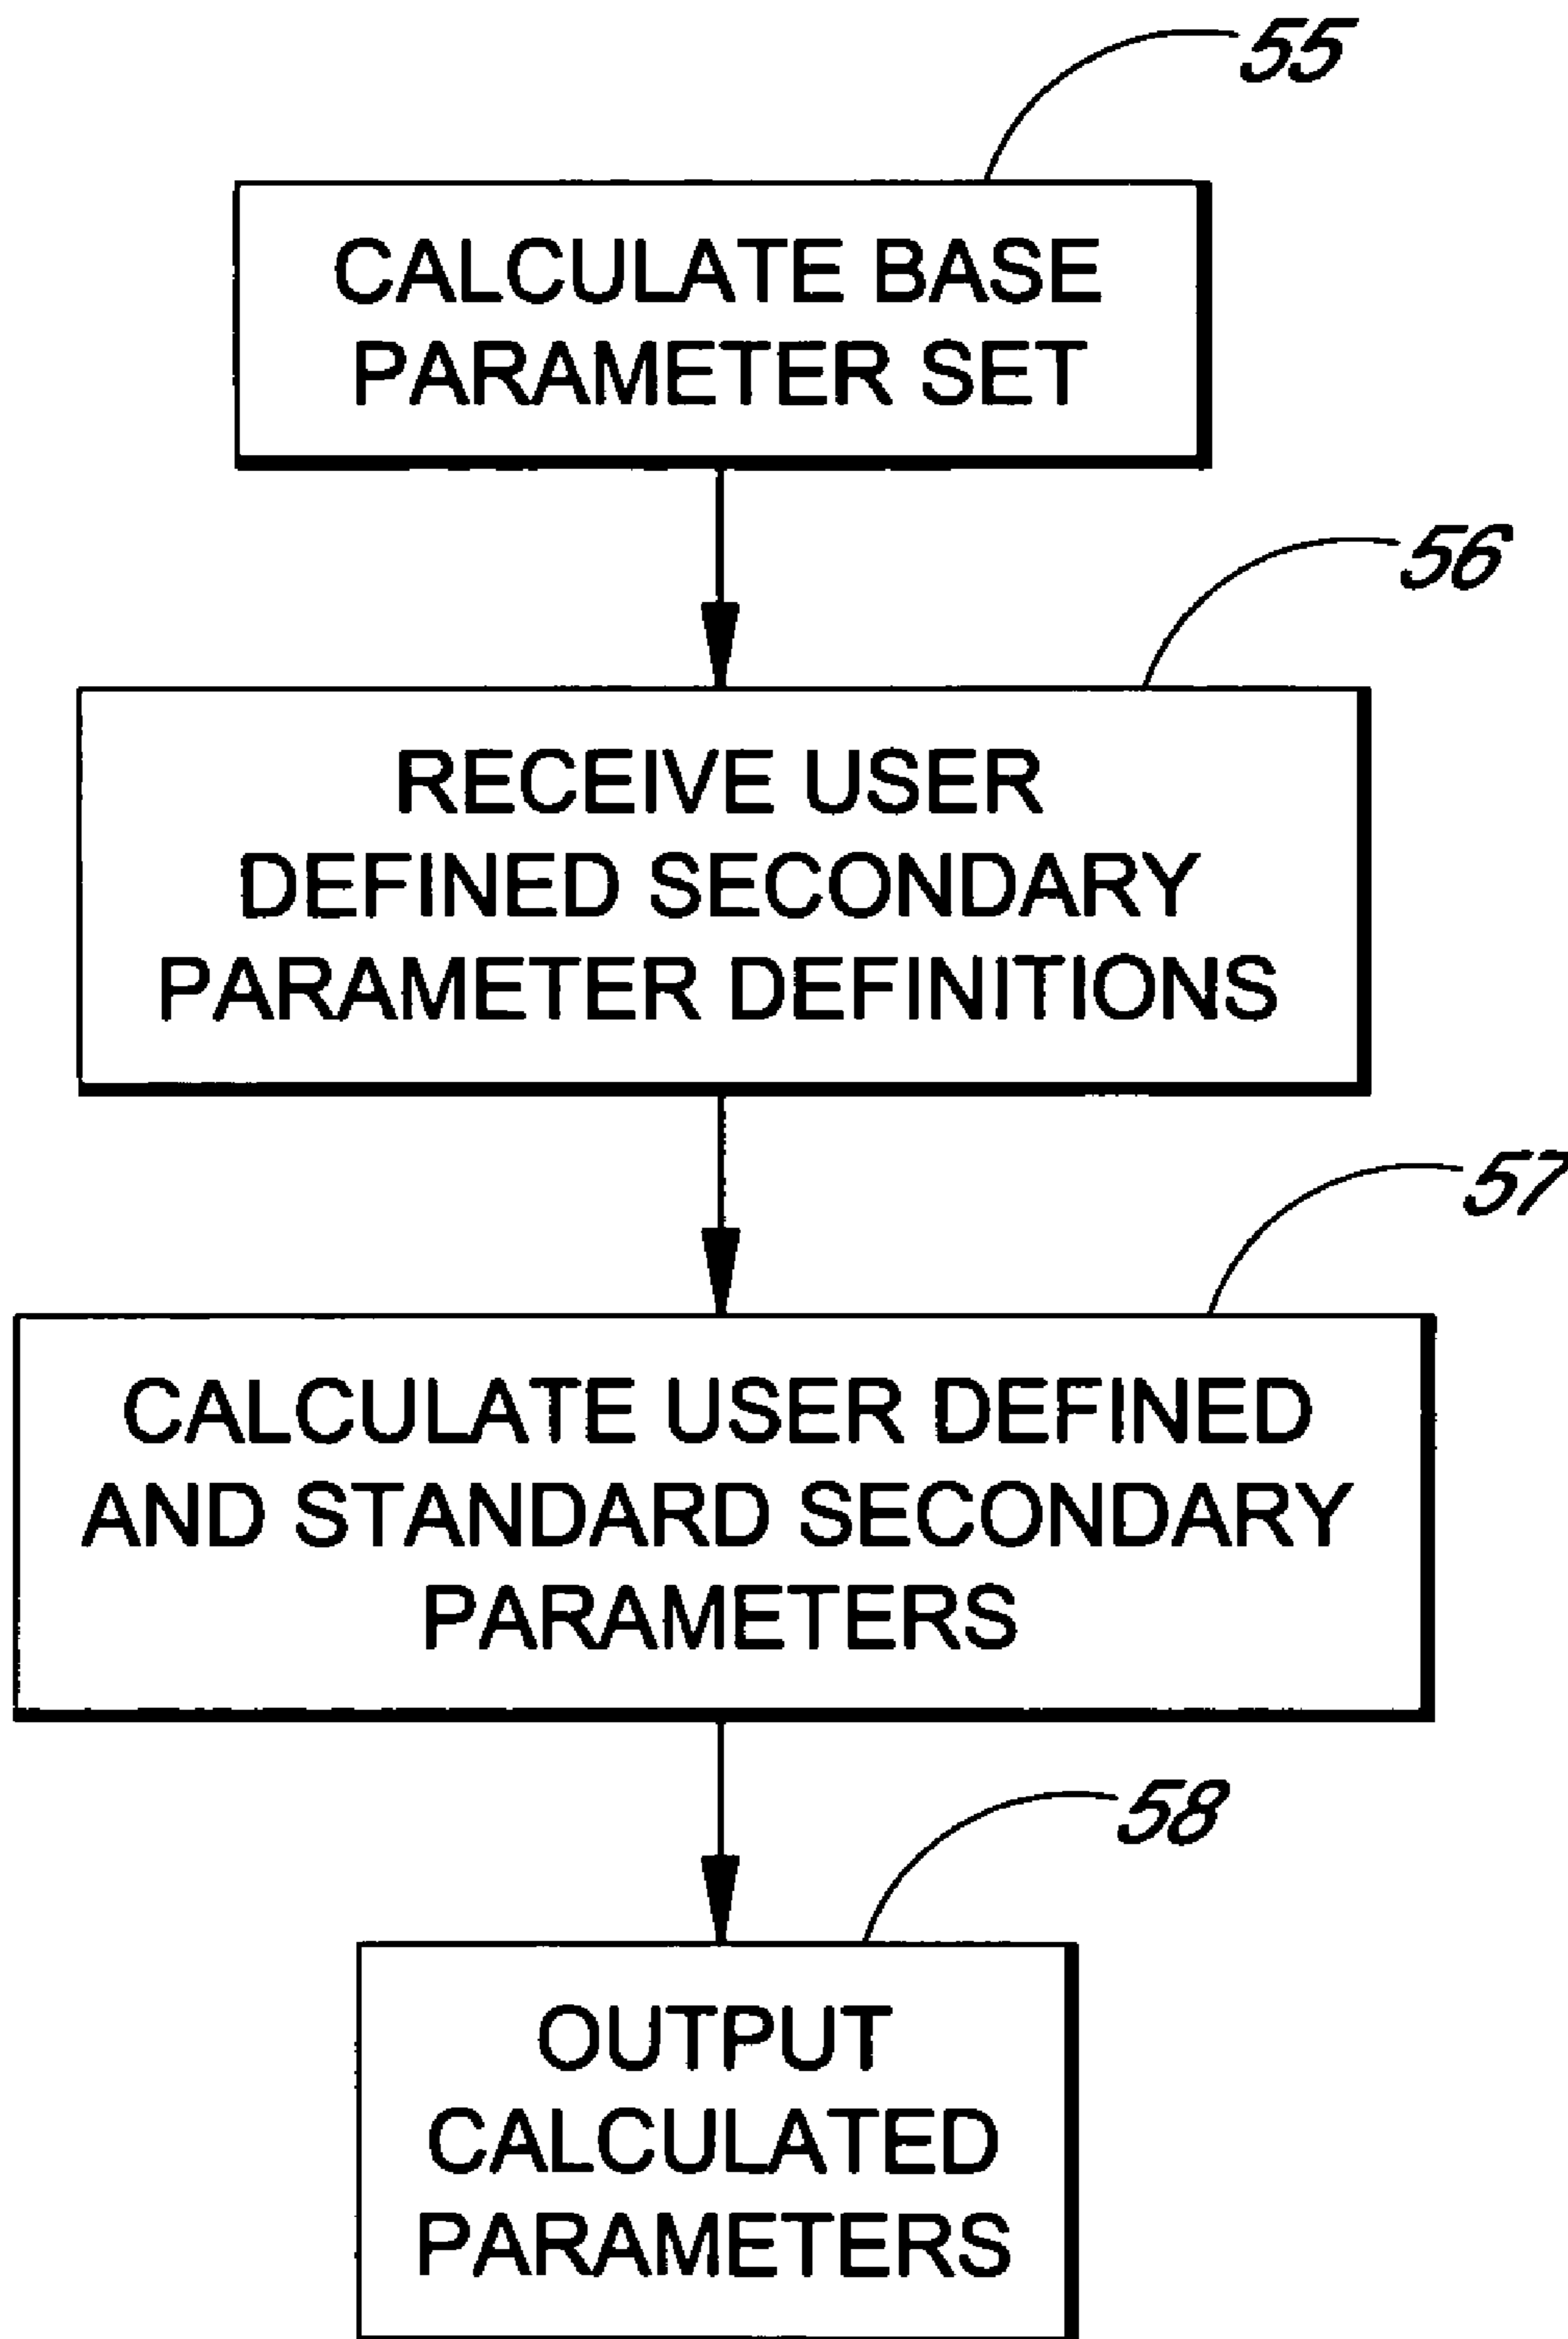 55
CALCULATE BASE
PARAMETER SET
56
RECEIVE USER
DEFINED SECONDARY
PARAMETER DEFINITIONS
57
CALCULATE USER DEFINED
AND STANDARD SECONDARY
PARAMETERS
58
OUTPUT
CALCULATED
PARAMETERS